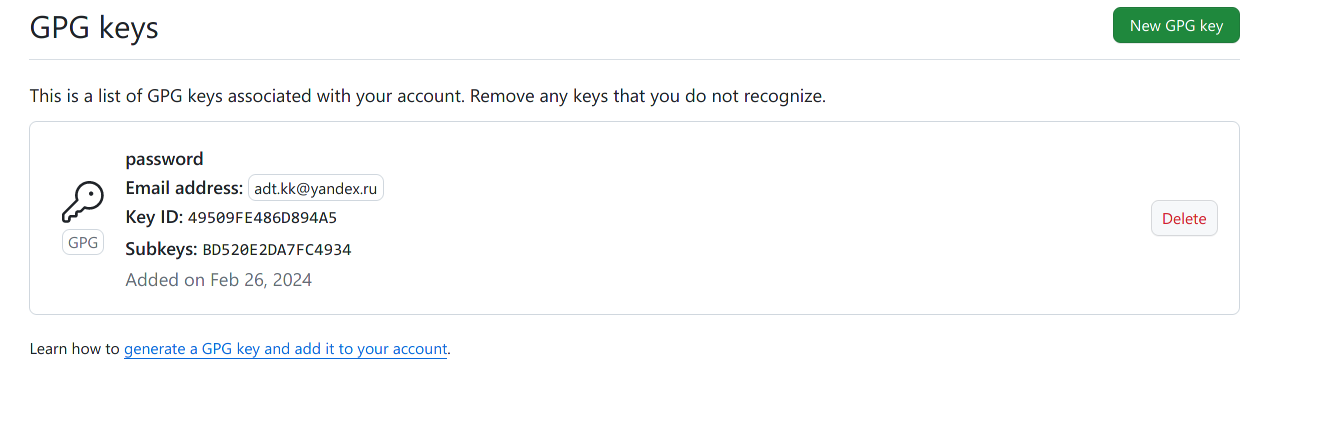 GPG keys
New GPG key
This is a list of GPG keys associated with your account. Remove any keys that you do not recognize.
password
Email address: adt.kk@yandex.ru
Key ID: 49509FE486D894A5
GPG
Subkeys: BD520E2DA7FC4934
Added on Feb 26, 2024
Delete
Learn how to generate a GPG key and add it to your account.